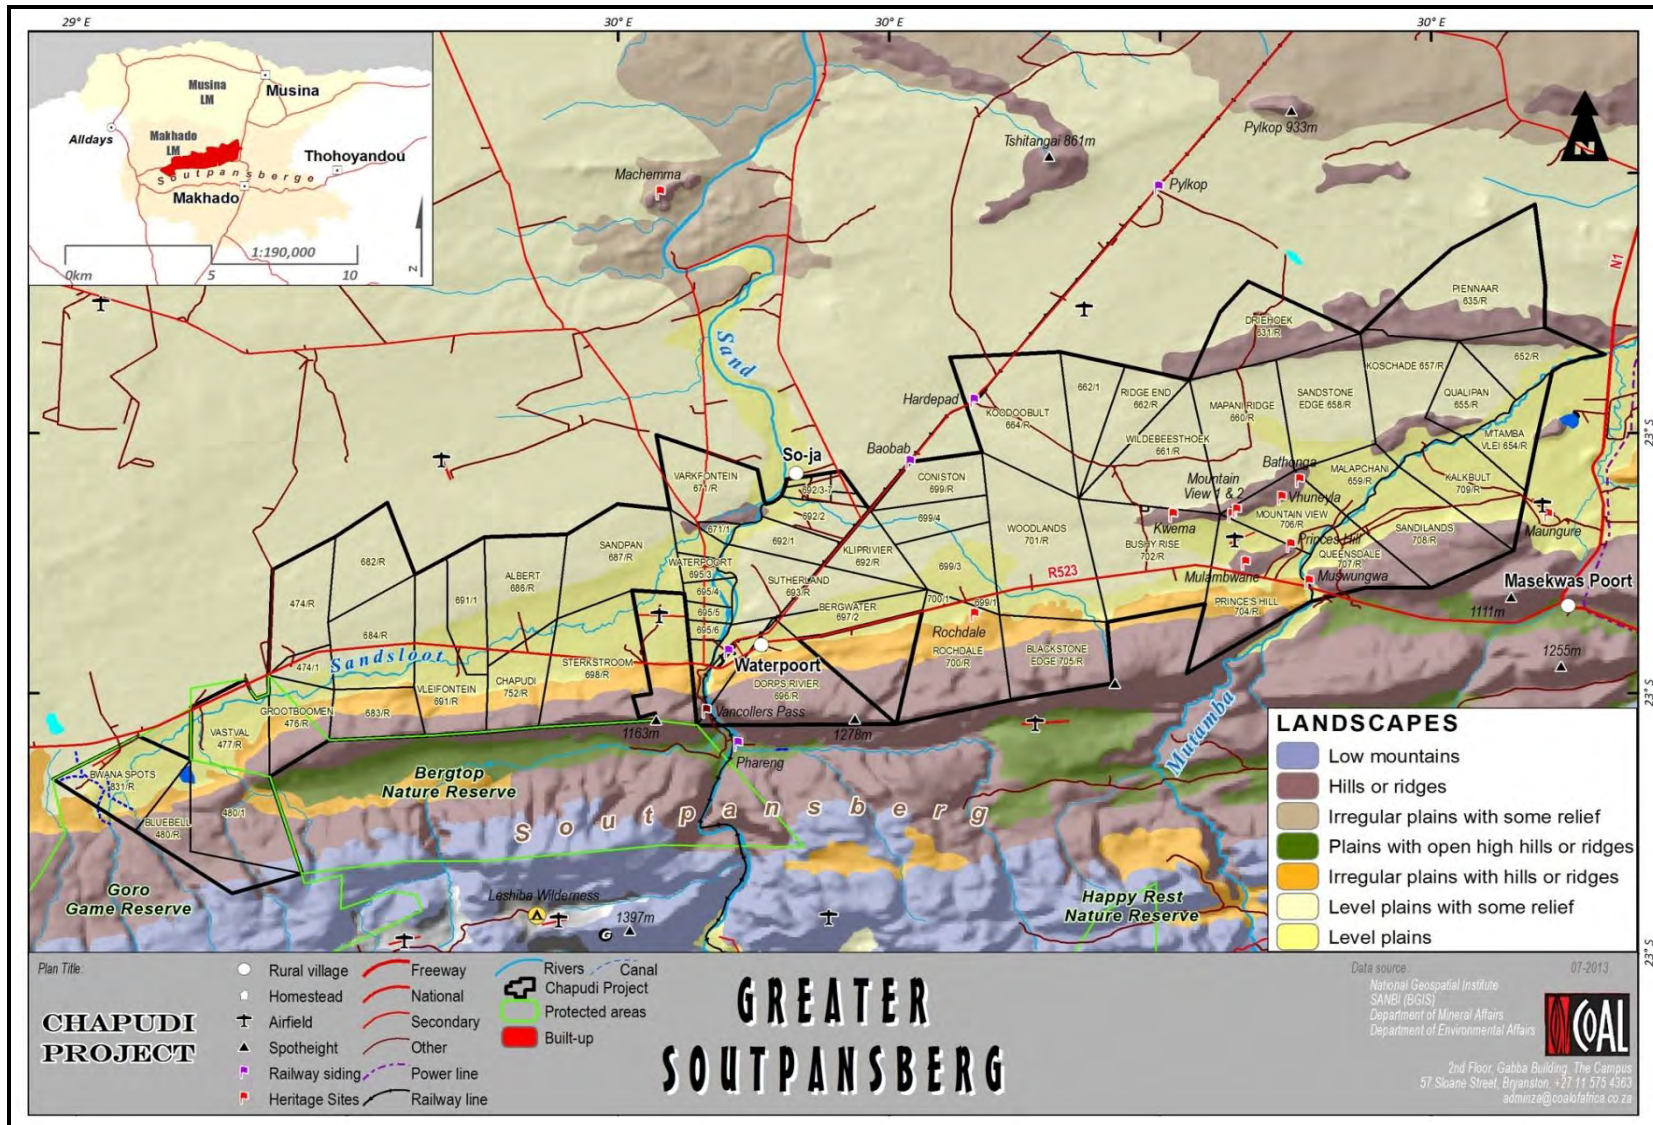 29° E
30° E
30° E
30° E
Musina
LM
Musina
Alldays
Makhado
LM
Thohoyandou
Soutpansberge
Makhado
1:190,000
0km
5
10
N
N
Machemma
Tshitangai 861m
Pylkop 933m
Pylkop
N1
Sand
PIENNAAR
635/R
DRIEHOEK
631/R
652/R
KOSCHADE 657/R
Hardepad
KOODOOBULT
664/R
662/1
RIDGE END
662/R
MAPANI RIDGE
660/R
SANDSTONE
EDGE 658/R
QUALIPAN
655/R
WILDEBEESTHOEK
661/R
MTAMBA
VLEI 654/R
So-ja
Baobab
VARKFONTEIN
671/R
692/3-7
CONISTON
699/R
Bathonga
MALAPCHANI
659/R
KALKBULT
709/R
Mountain
View 1 & 2
Vhuneyla
692/2
699/4
671/1
692/1
KLIPRIVIER
692/R
WOODLANDS
701/R
Kwema
MOUNTAIN VIEW
706/R
SANDILANDS
708/R
Maungure
BUSHY RISE
702/R
Princes Hill
QUEENSDALE
707/R
682/R
SANDPAN
687/R
WATERPOORT
695/3
699/3
R523
Mulambwane
Muswungwa
Masekwas Poort
474/R
691/1
ALBERT
686/R
695/4
SUTHERLAND
693/R
BERGWATER
697/2
700/1
699/1
PRINCE'S HILL
704/R
1111m
695/5
695/6
684/R
Rochdale
474/1
Sandsloot
STERKSTROOM
698/R
Waterpoort
ROCHDALE
700/R
BLACKSTONE
EDGE 705/R
1255m
VLEIFONTEIN
691/R
CHAPUDI
752/R
DORPS RIVIER
696/R
GROOTBOOMEN
476/R
683/R
Vancollers Pass
Mutamba
VASTVAL
477/R
1163m
1278m
Phareng
BWANA SPOTS
831/R
Bergtop
Nature Reserve
BLUEBELL
480/R
480/1
Soutpansberg
Goro
Game Reserve
Leshiba Wilderness
1397m
G
Happy Rest
Nature Reserve
23° S
23° S
23° S
LANDSCAPES
Low mountains
Hills or ridges
Irregular plains with some relief
Plains with open high hills or ridges
Irregular plains with hills or ridges
Level plains with some relief
Level plains
Plan Title:
CHAPUDI
PROJECT
Rural village
Homestead
Airfield
Spotheight
Railway siding
Heritage Sites
Freeway
National
Secondary
Other
Power line
Railway line
Rivers
Canal
Chapudi Project
Protected areas
Built-up
GREATER
SOUTPANSBERG
Data source:
07-2013
National Geospatial Institute
SANBI (BGIS)
Department of Mineral Affairs
Department of Environmental Affairs
COAL
2nd Floor, Gabba Building, The Campus
57 Sloane Street, Bryanston, +27 11 575 4363
adminza@coalofafrica.co.za